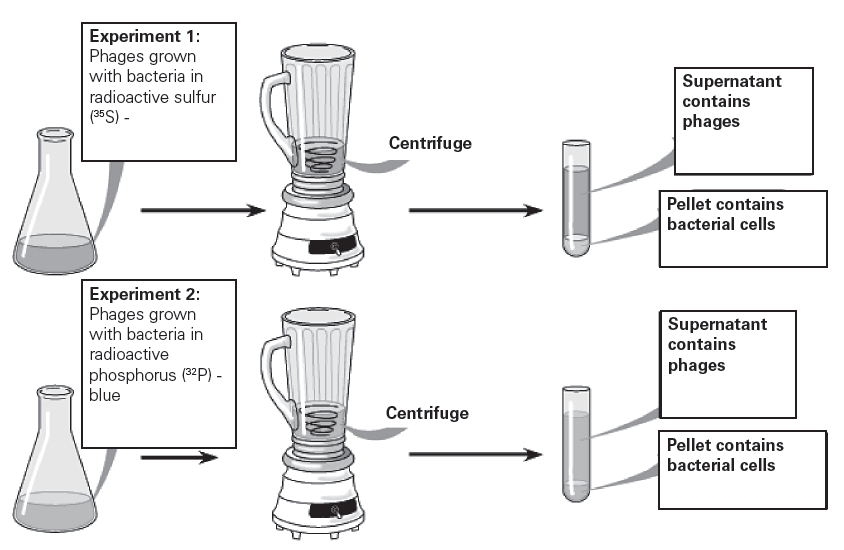 Experiment 1:
Phages grown
with bacteria in
radioactive sulfur
(³⁵S) -
Centrifuge
Supernatant
contains
phages
Pellet contains
bacterial cells
Experiment 2:
Phages grown
with bacteria in
radioactive
phosphorus (³²P) -
blue
Centrifuge
Supernatant
contains
phages
Pellet contains
bacterial cells